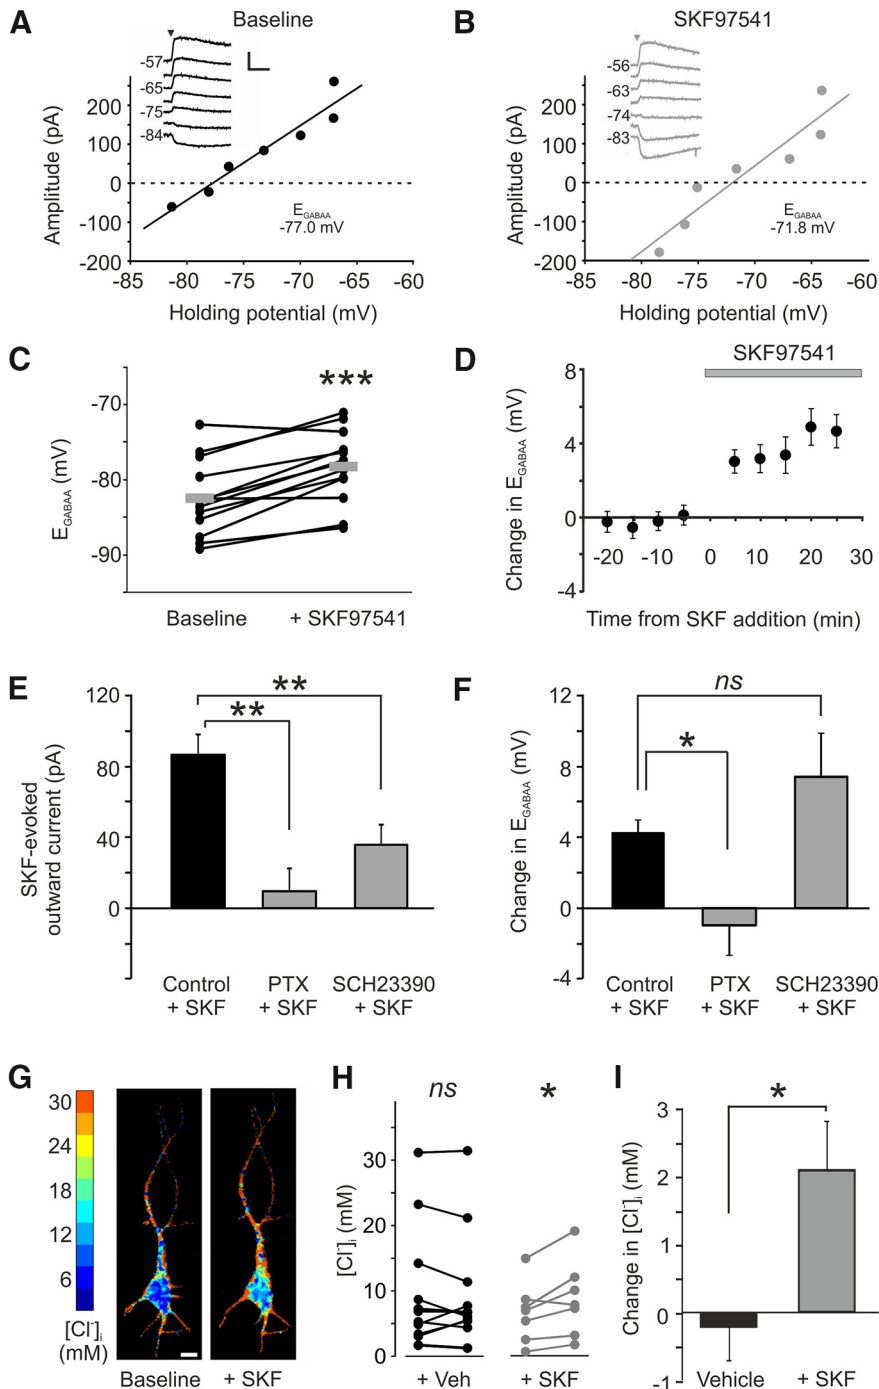 A
Baseline
-57
-65
-75
-84
Amplitude (pA)
200
100
0
-100
-200
E_GABAA
-77.0 mV
-85 -80 -75 -70 -65 -60
Holding potential (mV)
B
SKF97541
-56
-63
-74
-83
Amplitude (pA)
200
100
0
-100
-200
E_GABAA
-71.8 mV
-85 -80 -75 -70 -65 -60
Holding potential (mV)
C
***
E_GABAA (mV)
-70
-80
-90
Baseline + SKF97541
D
SKF97541
Change in E_GABAA (mV)
8
4
0
-4
-20 -10 0 10 20 30
Time from SKF addition (min)
E
**
**
SKF-evoked
outward current (pA)
120
80
40
0
Control PTX SCH23390
+ SKF + SKF + SKF
F
ns
*
Change in E_GABAA (mV)
12
8
4
0
-4
Control PTX SCH23390
+ SKF + SKF + SKF
G
30
24
18
12
6
[Cl⁻]ᵢ
(mM)
Baseline + SKF
H
ns *
[Cl⁻]ᵢ (mM)
30
20
10
0
+ Veh + SKF
I
*
Change in [Cl⁻]ᵢ (mM)
3
2
1
0
-1
Vehicle + SKF